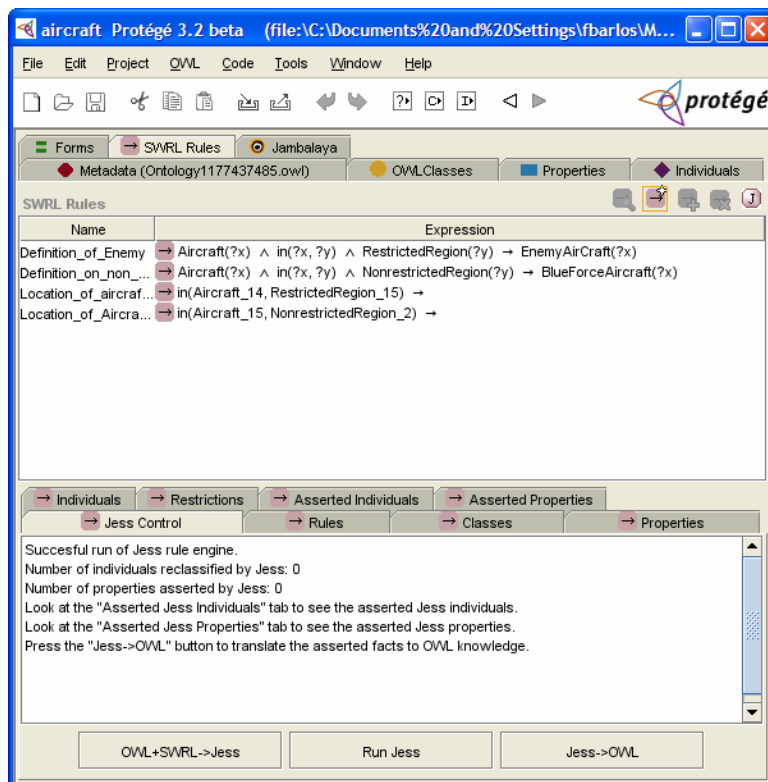 aircraft Protégé 3.2 beta (file:\C:\Documents%20and%20Settings\fbarlos\M...
File Edit Project OWL Code Tools Window Help
protégé
Forms → SWRL Rules Jambalaya
Metadata (Ontology1177437485.owl) OWLClasses Properties Individuals
SWRL Rules J
Name Expression
Definition_of_Enemy → Aircraft(?x) ∧ in(?x, ?y) ∧ RestrictedRegion(?y) → EnemyAirCraft(?x)
Definition_on_non_... → Aircraft(?x) ∧ in(?x, ?y) ∧ NonrestrictedRegion(?y) → BlueForceAircraft(?x)
Location_of_aircraf... → in(Aircraft_14, RestrictedRegion_15) →
Location_of_Aircra... → in(Aircraft_15, NonrestrictedRegion_2) →
→ Individuals → Restrictions → Asserted Individuals → Asserted Properties
→ Jess Control → Rules → Classes → Properties
Succesful run of Jess rule engine.
Number of individuals reclassified by Jess: 0
Number of properties asserted by Jess: 0
Look at the "Asserted Jess Individuals" tab to see the asserted Jess individuals.
Look at the "Asserted Jess Properties" tab to see the asserted Jess properties.
Press the "Jess->OWL" button to translate the asserted facts to OWL knowledge.
OWL+SWRL->Jess Run Jess Jess->OWL